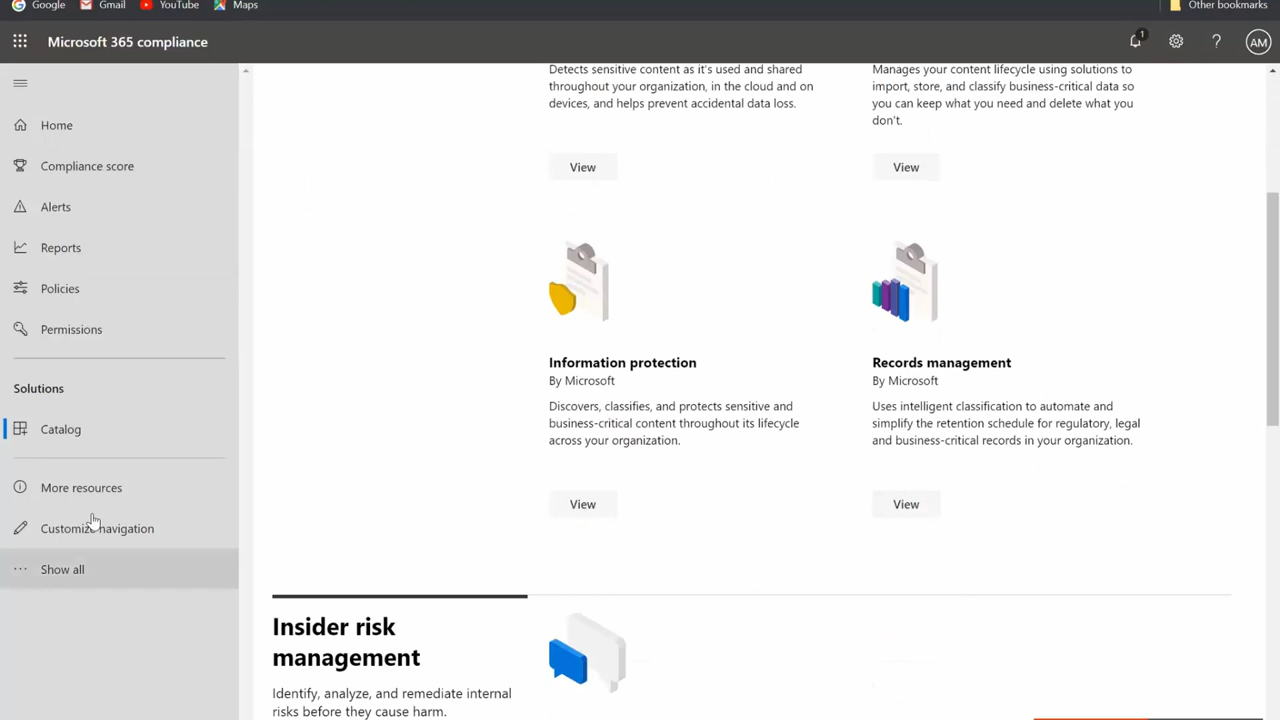 Google Gmail YouTube Maps Other bookmarks
Microsoft 365 compliance 1 ? AM
Home
Compliance score
Alerts
Reports
Policies
Permissions
Solutions
Catalog
More resources
Customize navigation
Show all
Detects sensitive content as it's used and shared
throughout your organization, in the cloud and on
devices, and helps prevent accidental data loss.
View
Manages your content lifecycle using solutions to
import, store, and classify business-critical data so
you can keep what you need and delete what you
don't.
View
Information protection
By Microsoft
Discovers, classifies, and protects sensitive and
business-critical content throughout its lifecycle
across your organization.
View
Records management
By Microsoft
Uses intelligent classification to automate and
simplify the retention schedule for regulatory, legal
and business-critical records in your organization.
View
Insider risk
management
Identify, analyze, and remediate internal
risks before they cause harm.